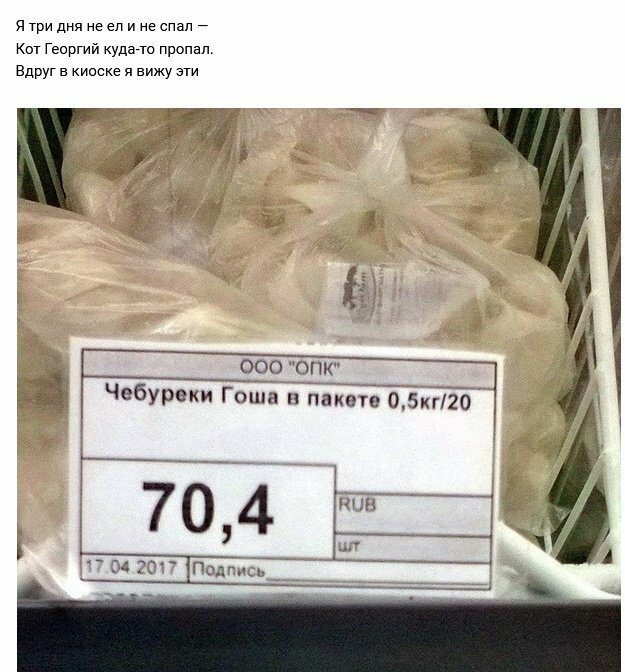 Я три дня не ел и не спал —
Кот Георгий куда-то пропал.
Вдруг в киоске я вижу эти
ООО "ОПК"
Чебуреки Гоша в пакете 0,5кг/20
70,4
RUB
шт
17.04.2017 Подпись